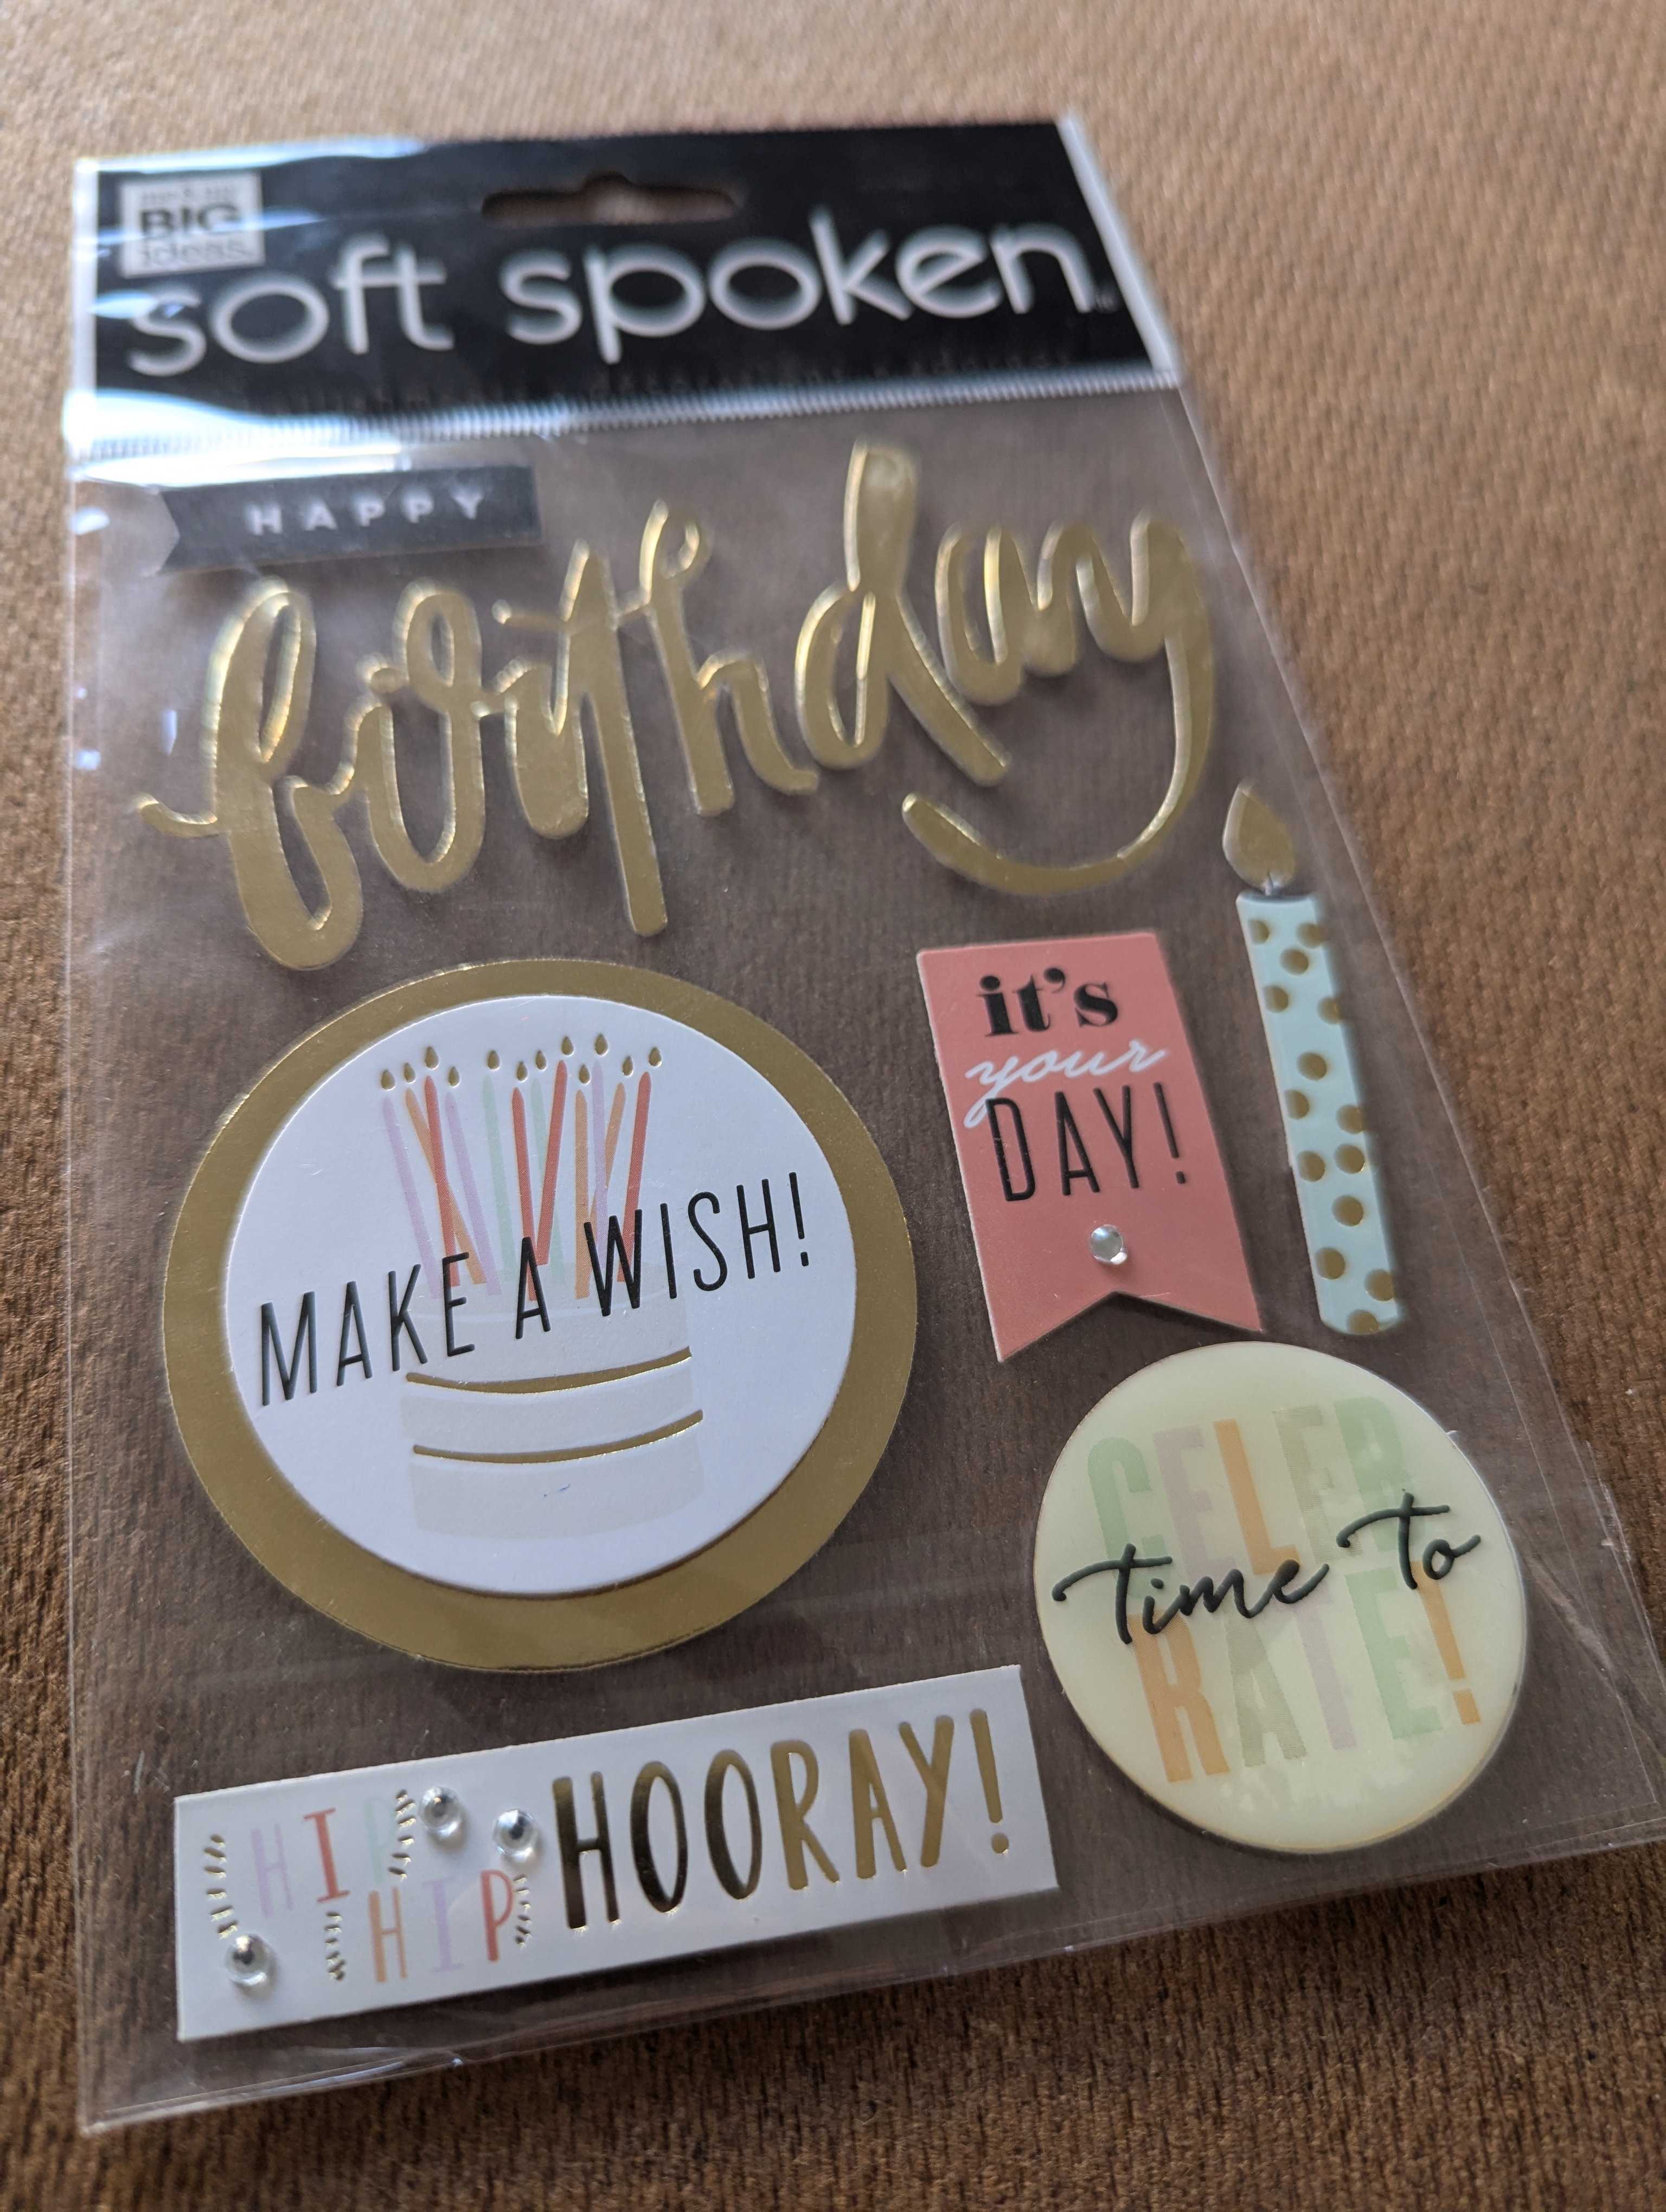 me & my
BIG
ideas.
soft spoken™
HAPPY
birthday
it's
your
DAY!
MAKE A WISH!
CELEB
time to
RATE!
HIP
HIP
HOORAY!